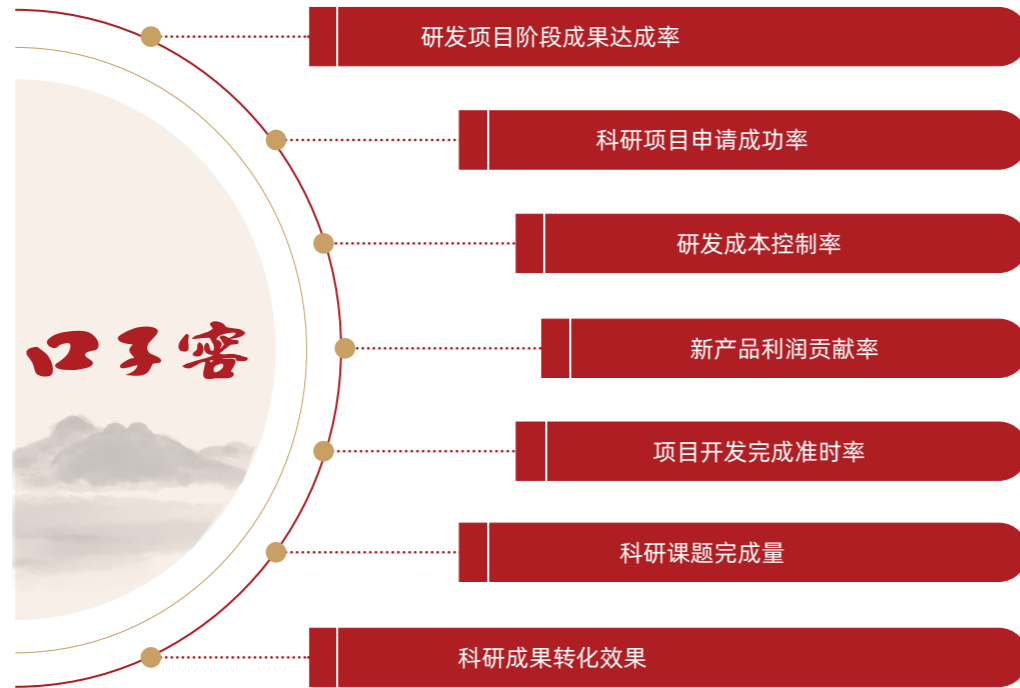 研发项目阶段成果达成率
科研项目申请成功率
研发成本控制率
口子窖
新产品利润贡献率
项目开发完成准时率
科研课题完成量
科研成果转化效果